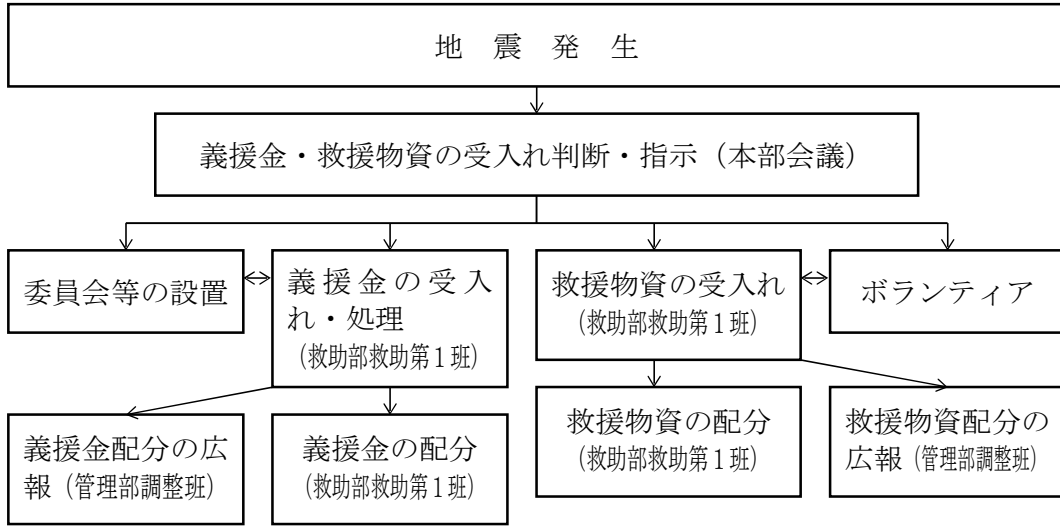 地　震　発　生
義援金・救援物資の受入れ判断・指示（本部会議）
委員会等の設置
義援金の受入
れ・処理
（救助部救助第１班）
救援物資の受入れ
（救助部救助第１班）
ボランティア
義援金配分の広
報（管理部調整班）
義援金の配分
（救助部救助第１班）
救援物資の配分
（救助部救助第１班）
救援物資配分の
広報（管理部調整班）